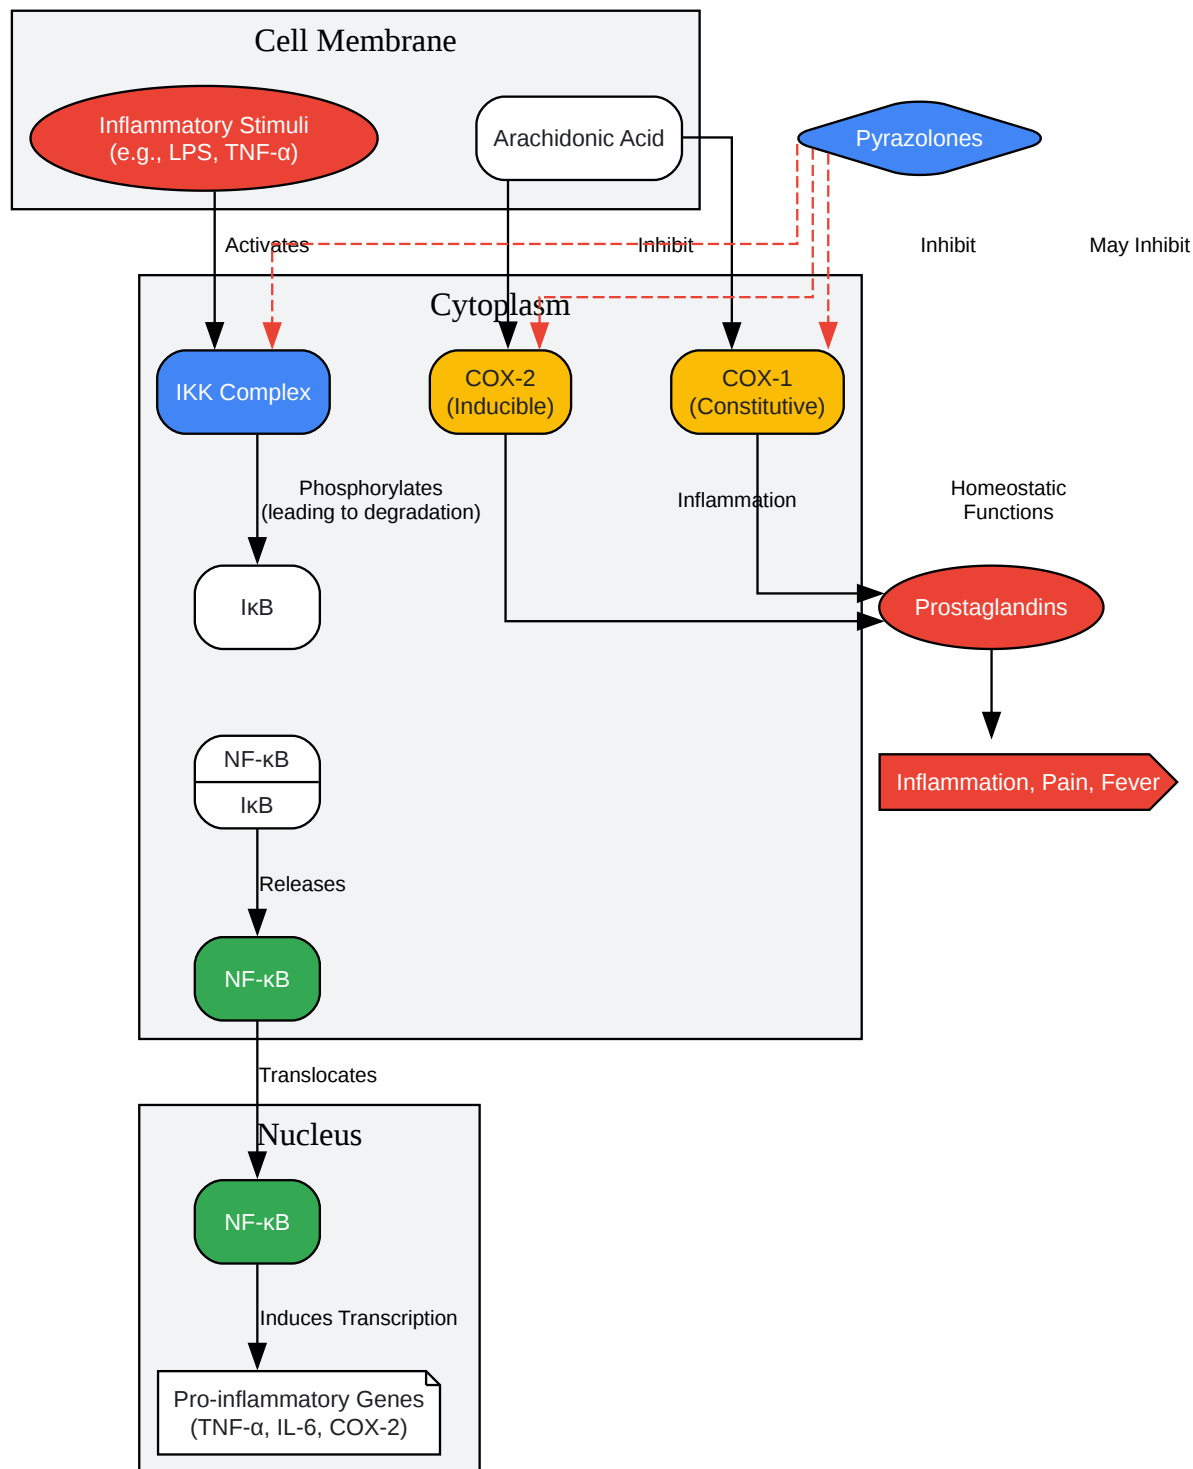 Cell Membrane
Inflammatory Stimuli
(e.g., LPS, TNF-α)
Arachidonic Acid
Pyrazolones
Activates
Inhibit
Inhibit
May Inhibit
Cytoplasm
IKK Complex
COX-2
(Inducible)
COX-1
(Constitutive)
Phosphorylates
(leading to degradation)
Inflammation
Homeostatic
Functions
IκB
Prostaglandins
NF-κB
IκB
Inflammation, Pain, Fever
Releases
NF-κB
Translocates
Nucleus
NF-κB
Induces Transcription
Pro-inflammatory Genes
(TNF-α, IL-6, COX-2)